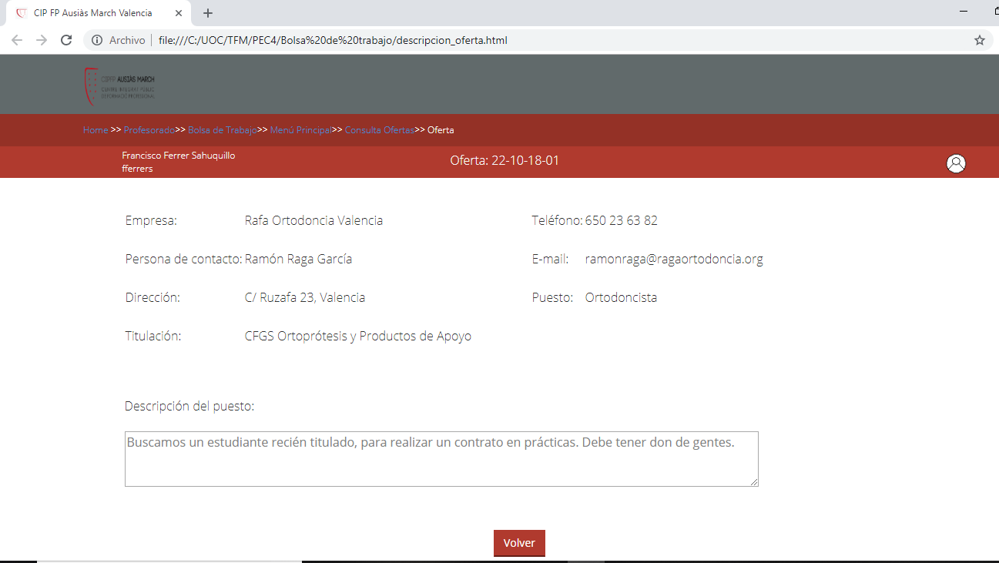 CIP FP Ausiàs March Valencia
Archivo file:///C:/UOC/TFM/PEC4/Bolsa%20de%20trabajo/descripcion_oferta.html
CIPFP AUSIÀS MARCH
CENTRE INTEGRAT PÚBLIC
DE FORMACIÓ PROFESIONAL
Home >> Profesorado>> Bolsa de Trabajo>> Menú Principal>> Consulta Ofertas>> Oferta
Francisco Ferrer Sahuquillo
fferrers
Oferta: 22-10-18-01
Empresa: Rafa Ortodoncia Valencia Teléfono: 650 23 63 82
Persona de contacto: Ramón Raga García E-mail: ramonraga@ragaortodoncia.org
Dirección: C/ Ruzafa 23, Valencia Puesto: Ortodoncista
Titulación: CFGS Ortoprótesis y Productos de Apoyo
Descripción del puesto:
Buscamos un estudiante recién titulado, para realizar un contrato en prácticas. Debe tener don de gentes.
Volver